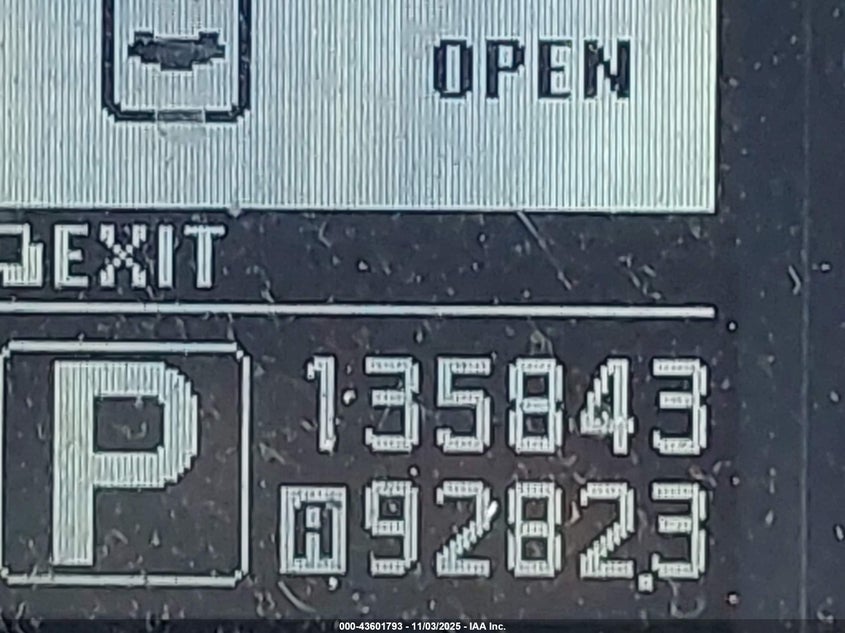 OPEN
EXIT
P
135843
A 9282.3
000-43601793 - 11/03/2025 - IAA Inc.